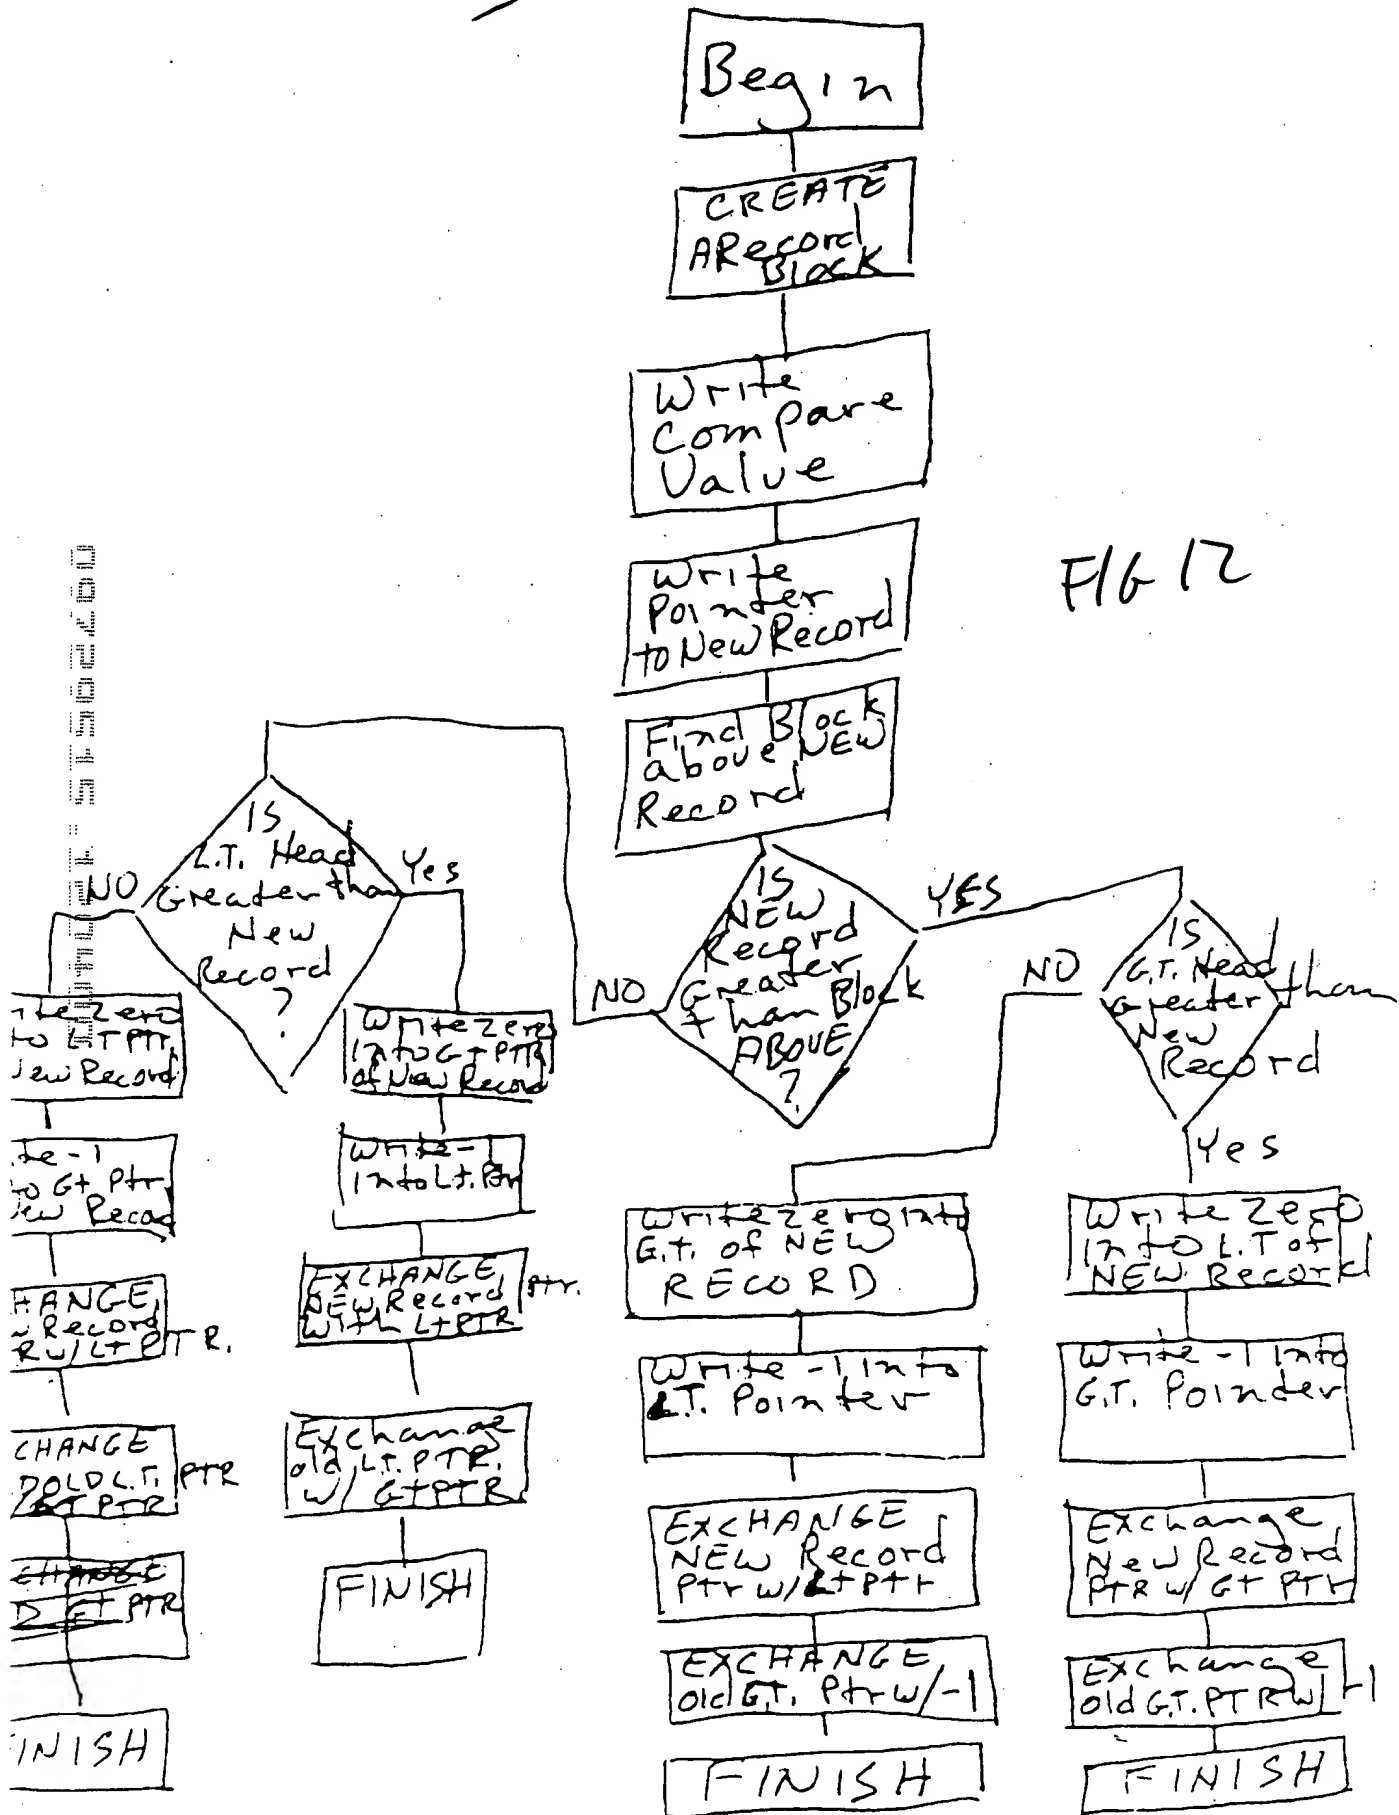 Begin
CREATE
A Record
Block
Write
Compare
Value
Write
Pointer
to New Record
FIG 12
Find Block
above NEW
Record
IS
NEW
Record
Greater
than Block
ABOVE
?
NO
YES
IS
L.T. Head
Greater than
New
Record
?
NO
Yes
IS
G.T. Head
Greater than
New
Record
NO
Yes
Zero
to LT Ptr.
New Record
-1
to Gt Ptr
New Record
HANGE
Record
R w/ Lt PTR.
CHANGE
OLD L.T. PTR
GT PTR
CHANGE
D GT PTR
INISH
Write Zero
Into Gt PTR
of New Record
Write -1
Into Lt. Ptr
EXCHANGE
NEW Record Ptr.
with Lt PTR
Exchange
old L.T. PTR.
w/ Gt PTR
FINISH
Write zero into
G.T. of NEW
RECORD
Write -1 into
L.T. Pointer
EXCHANGE
NEW Record
Ptr w/ Lt Ptr
EXCHANGE
old G.T. Ptr w/ -1
FINISH
Write Zero
Into L.T of
NEW Record
Write -1 Into
G.T. Pointer
Exchange
New Record
PTR w/ Gt Ptr
Exchange
old G.T. PTR w/ -1
FINISH